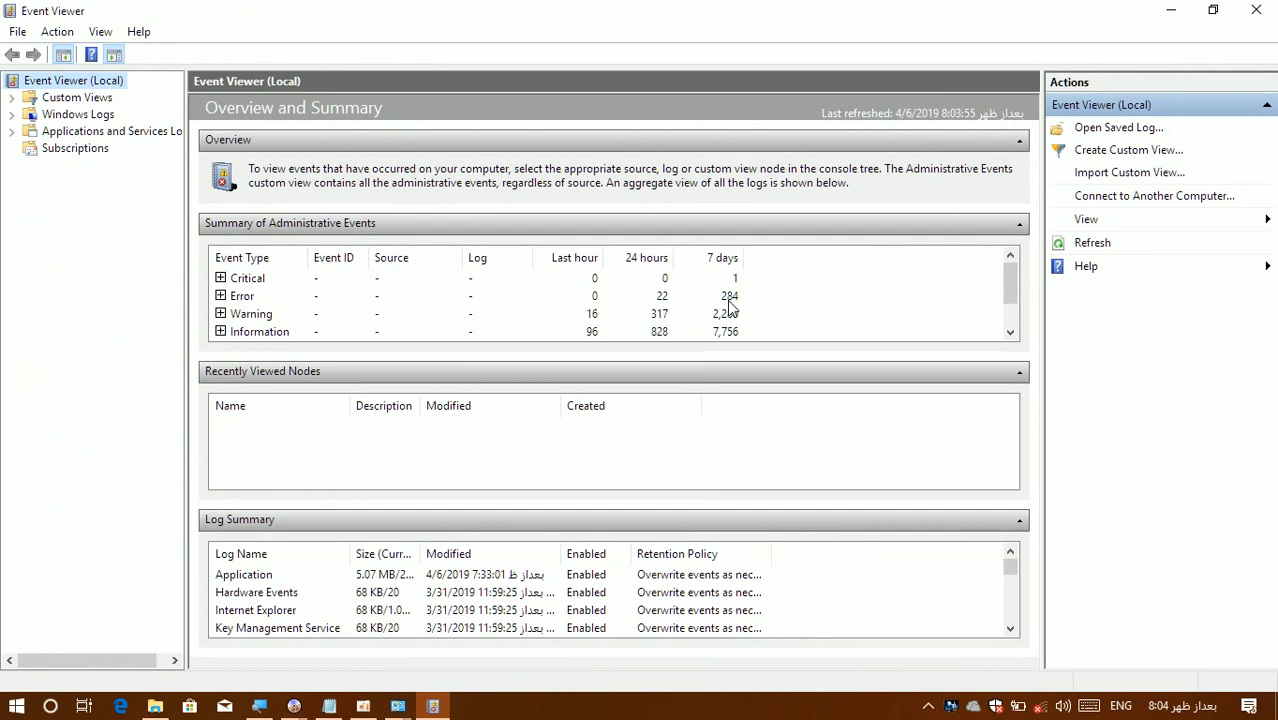 Event Viewer
File Action View Help
Event Viewer (Local)
Custom Views
Windows Logs
Applications and Services Lo
Subscriptions
Event Viewer (Local)
Overview and Summary
Last refreshed: 4/6/2019 8:03:55 بعداز ظهر
Overview
To view events that have occurred on your computer, select the appropriate source, log or custom view node in the console tree. The Administrative Events
custom view contains all the administrative events, regardless of source. An aggregate view of all the logs is shown below.
Summary of Administrative Events
Event Type Event ID Source Log Last hour 24 hours 7 days
Critical - - - 0 0 1
Error - - - 0 22 284
Warning - - - 16 317
Information - - - 96 828 7,756
Recently Viewed Nodes
Name Description Modified Created
Log Summary
Log Name Size (Curr... Modified Enabled Retention Policy
Application 5.07 MB/2... 4/6/2019 7:33:01 بعداز ظ Enabled Overwrite events as nec...
Hardware Events 68 KB/20 3/31/2019 11:59:25 بعداز ... Enabled Overwrite events as nec...
Internet Explorer 68 KB/1.0... 3/31/2019 11:59:25 بعداز ... Enabled Overwrite events as nec...
Key Management Service 68 KB/20 3/31/2019 11:59:25 بعداز ... Enabled Overwrite events as nec...
Actions
Event Viewer (Local)
Open Saved Log...
Create Custom View...
Import Custom View...
Connect to Another Computer...
View
Refresh
Help
ENG 8:04 بعداز ظهر